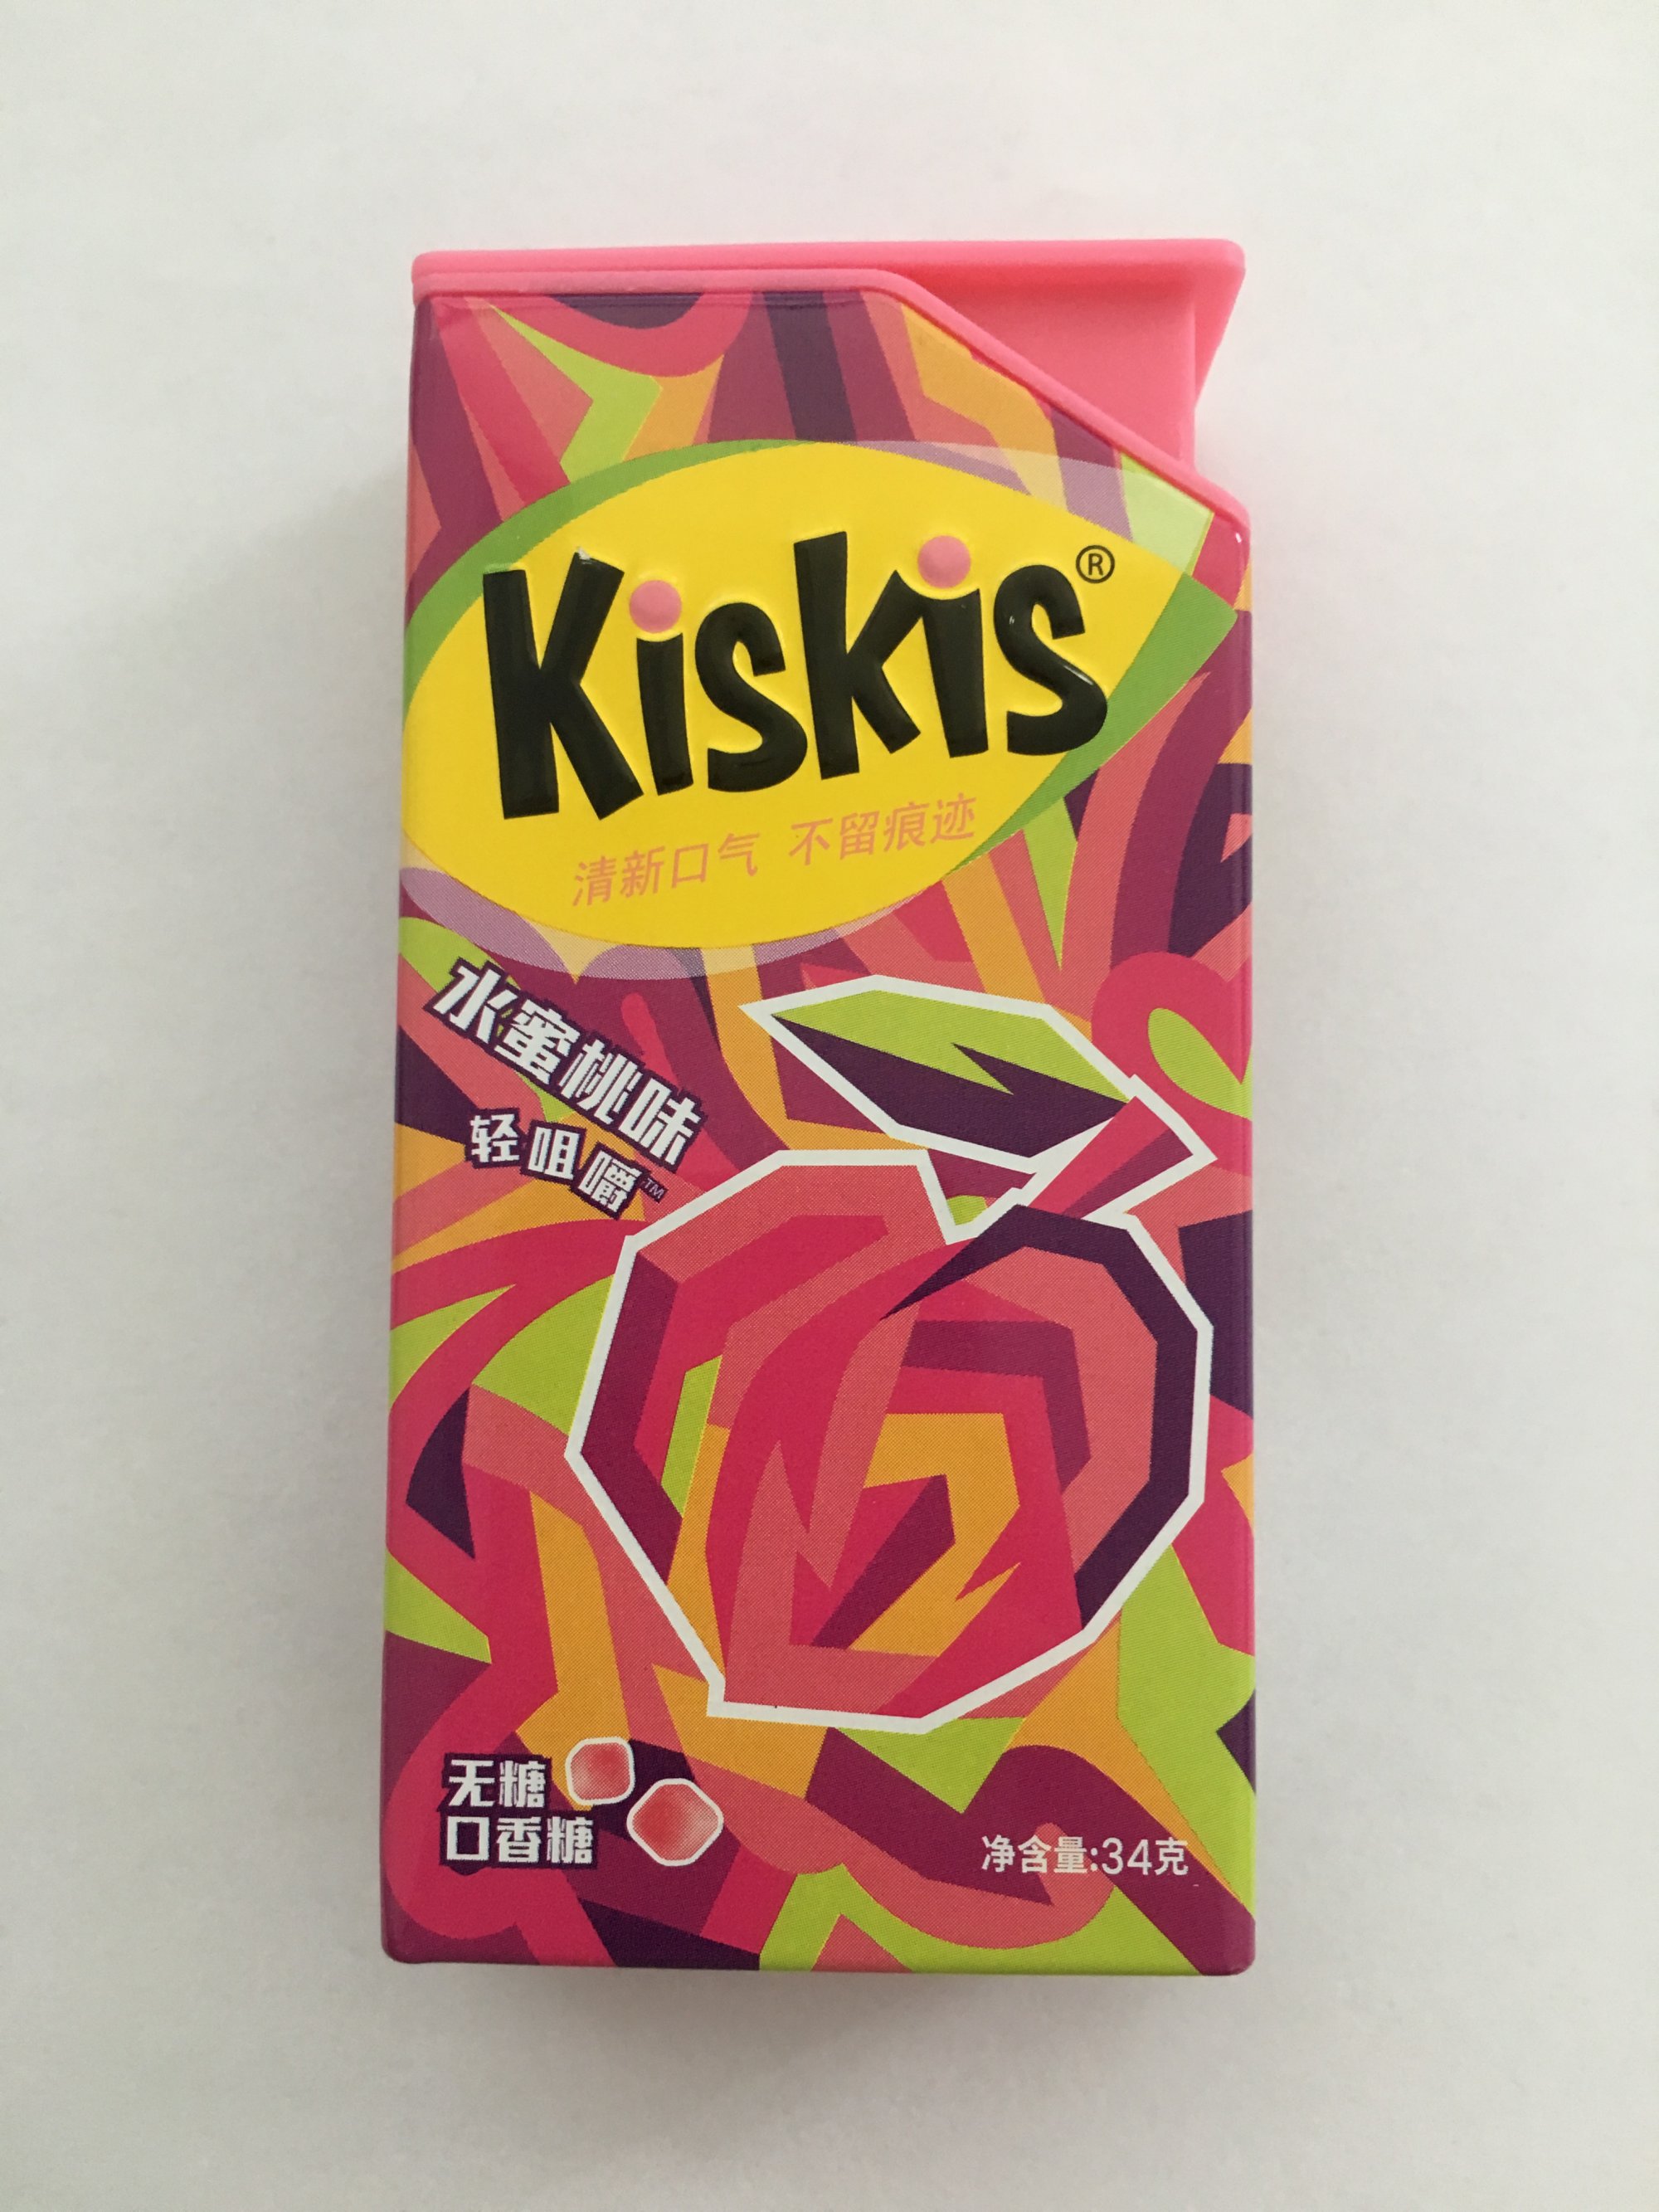 Kiskis®
清新口气 不留痕迹
水蜜桃味
轻咀嚼™
无糖
口香糖
净含量:34克